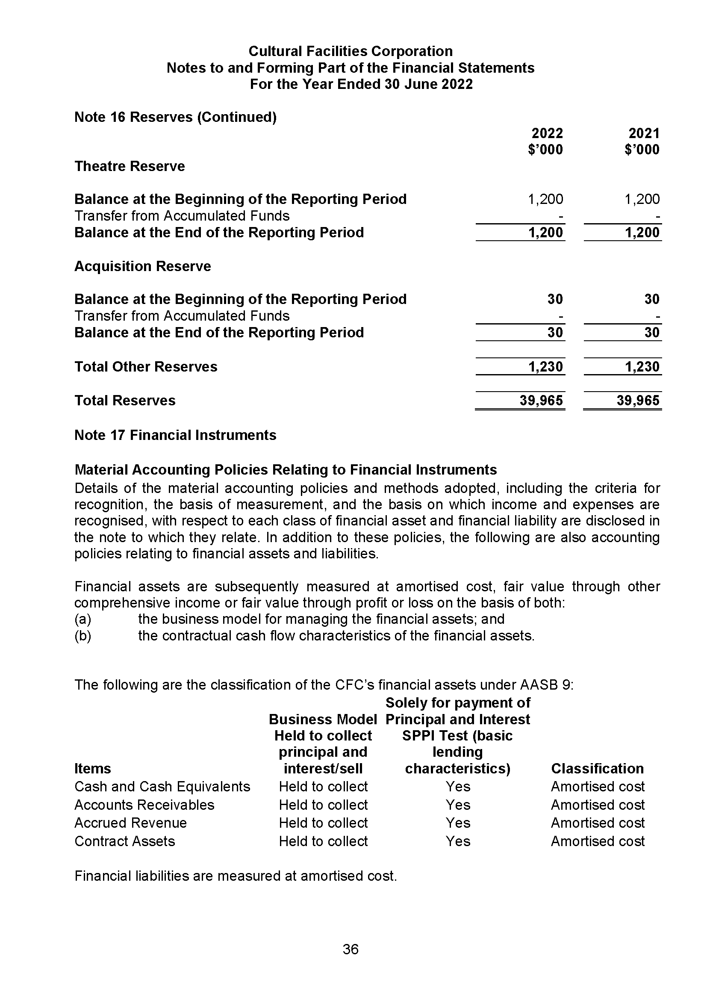 Cultural Facilities Corporation
Notes to and Forming Part of the Financial Statements
For the Year Ended 30 June 2022
Note 16 Reserves (Continued)
2022 2021
$’000 $’000
Theatre Reserve
Balance at the Beginning of the Reporting Period 1,200 1,200
Transfer from Accumulated Funds - -
Balance at the End of the Reporting Period 1,200 1,200
Acquisition Reserve
Balance at the Beginning of the Reporting Period 30 30
Transfer from Accumulated Funds - -
Balance at the End of the Reporting Period 30 30
Total Other Reserves 1,230 1,230
Total Reserves 39,965 39,965
Note 17 Financial Instruments
Material Accounting Policies Relating to Financial Instruments
Details of the material accounting policies and methods adopted, including the criteria for
recognition, the basis of measurement, and the basis on which income and expenses are
recognised, with respect to each class of financial asset and financial liability are disclosed in
the note to which they relate. In addition to these policies, the following are also accounting
policies relating to financial assets and liabilities.
Financial assets are subsequently measured at amortised cost, fair value through other
comprehensive income or fair value through profit or loss on the basis of both:
(a) the business model for managing the financial assets; and
(b) the contractual cash flow characteristics of the financial assets.
The following are the classification of the CFC’s financial assets under AASB 9:
Solely for payment of
Business Model Principal and Interest
Held to collect SPPI Test (basic
principal and lending
Items interest/sell characteristics) Classification
Cash and Cash Equivalents Held to collect Yes Amortised cost
Accounts Receivables Held to collect Yes Amortised cost
Accrued Revenue Held to collect Yes Amortised cost
Contract Assets Held to collect Yes Amortised cost
Financial liabilities are measured at amortised cost.
36